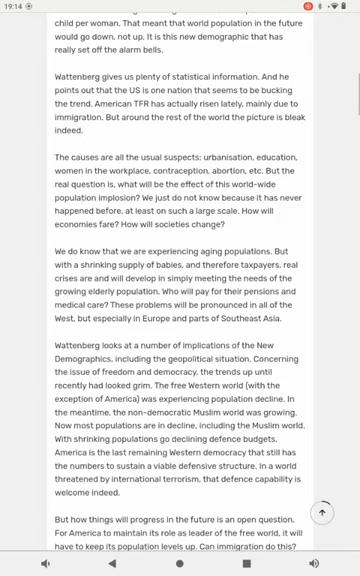 19:14
child per woman. That meant that world population in the future
would go down, not up. It is this new demographic that has
really set off the alarm bells.
Wattenberg gives us plenty of statistical information. And he
points out that the US is one nation that seems to be bucking
the trend. American TFR has actually risen lately, mainly due to
immigration. But around the rest of the world the picture is bleak
indeed.
The causes are all the usual suspects: urbanisation, education,
women in the workplace, contraception, abortion, etc. But the
real question is, what will be the effect of this world-wide
population implosion? We just do not know because it has never
happened before, at least on such a large scale. How will
economies fare? How will societies change?
We do know that we are experiencing aging populations. But
with a shrinking supply of babies, and therefore taxpayers, real
crises are and will develop in simply meeting the needs of the
growing elderly population. Who will pay for their pensions and
medical care? These problems will be pronounced in all of the
West, but especially in Europe and parts of Southeast Asia.
Wattenberg looks at a number of implications of the New
Demographics, including the geopolitical situation. Concerning
the issue of freedom and democracy, the trends up until
recently had looked grim. The free Western world (with the
exception of America) was experiencing population decline. In
the meantime, the non-democratic Muslim world was growing.
Now most populations are in decline, including the Muslim world.
With shrinking populations go declining defence budgets.
America is the last remaining Western democracy that still has
the numbers to sustain a viable defensive structure. In a world
threatened by international terrorism, that defence capability is
welcome indeed.
But how things will progress in the future is an open question.
For America to maintain its role as leader of the free world, it will
have to keep its population levels up. Can immigration do this?